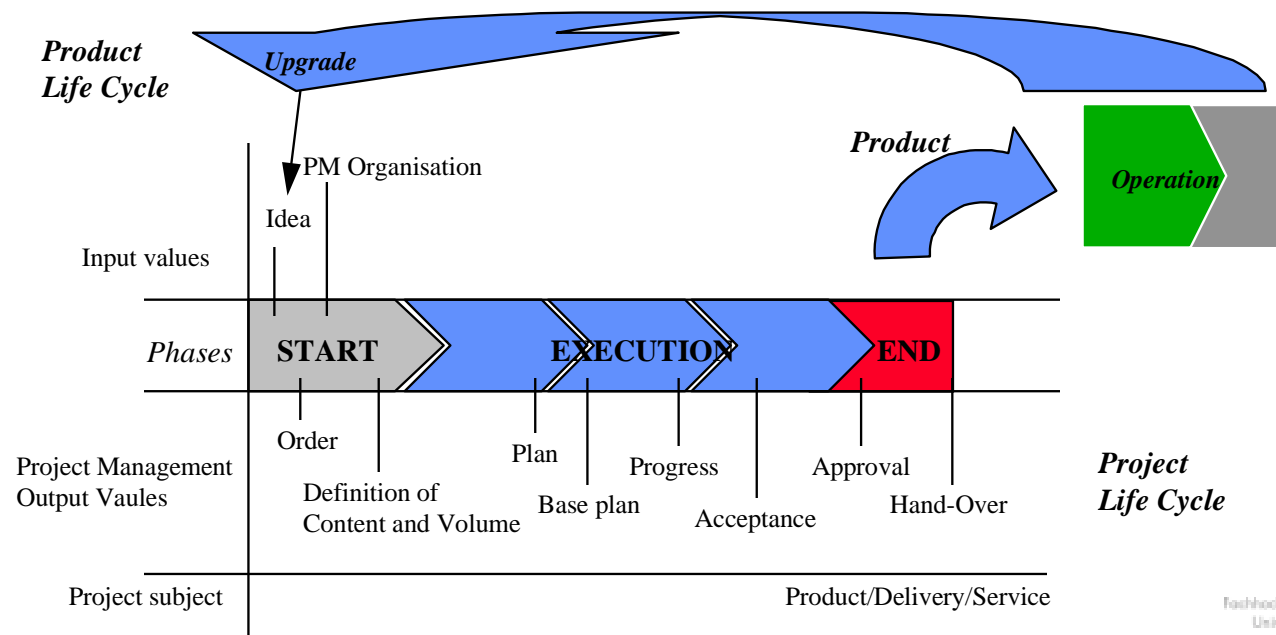 Product
Life Cycle
Upgrade
PM Organisation
Product
Operation
Idea
Input values
Phases
START
EXECUTION
END
Order
Plan
Progress
Approval
Project Management
Output Vaules
Definition of
Content and Volume
Base plan
Acceptance
Hand-Over
Project
Life Cycle
Project subject
Product/Delivery/Service